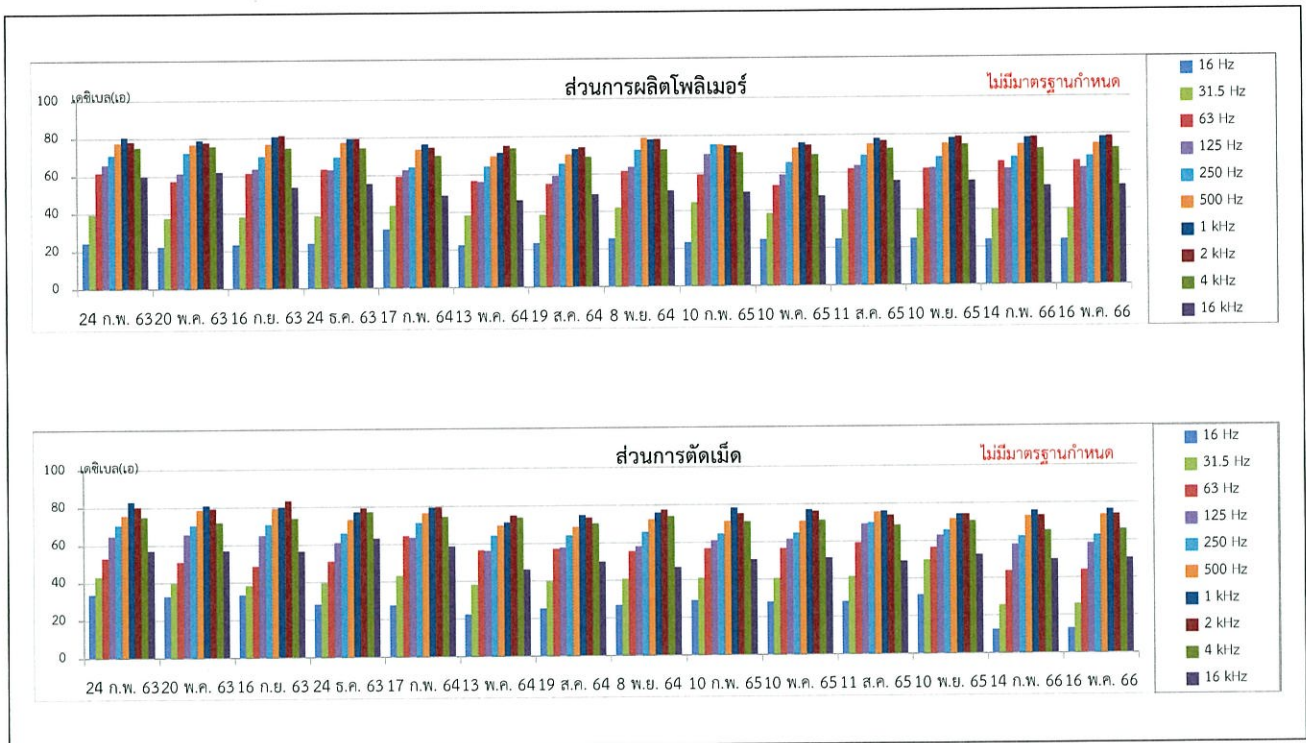 ส่วนการผลิตโพลิเมอร์
ไม่มีมาตรฐานกำหนด
เดซิเบล(เอ)
100
80
60
40
20
0
24 ก.พ. 63 20 พ.ค. 63 16 ก.ย. 63 24 ธ.ค. 63 17 ก.พ. 64 13 พ.ค. 64 19 ส.ค. 64 8 พ.ย. 64 10 ก.พ. 65 10 พ.ค. 65 11 ส.ค. 65 10 พ.ย. 65 14 ก.พ. 66 16 พ.ค. 66
16 Hz
31.5 Hz
63 Hz
125 Hz
250 Hz
500 Hz
1 kHz
2 kHz
4 kHz
16 kHz
ส่วนการตัดเม็ด
ไม่มีมาตรฐานกำหนด
เดซิเบล(เอ)
100
80
60
40
20
0
24 ก.พ. 63 20 พ.ค. 63 16 ก.ย. 63 24 ธ.ค. 63 17 ก.พ. 64 13 พ.ค. 64 19 ส.ค. 64 8 พ.ย. 64 10 ก.พ. 65 10 พ.ค. 65 11 ส.ค. 65 10 พ.ย. 65 14 ก.พ. 66 16 พ.ค. 66
16 Hz
31.5 Hz
63 Hz
125 Hz
250 Hz
500 Hz
1 kHz
2 kHz
4 kHz
16 kHz